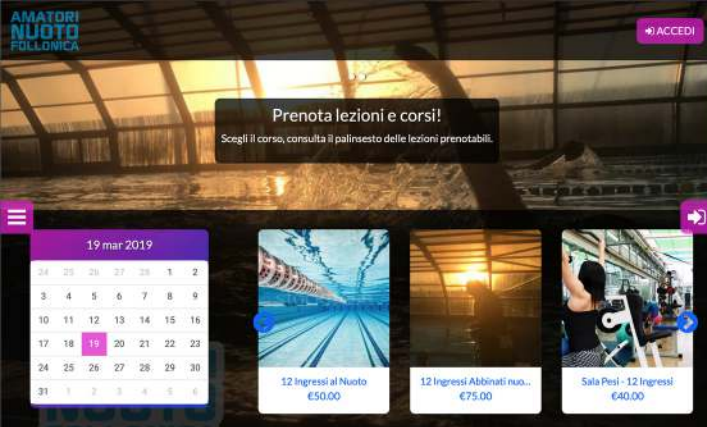 AMATORI
NUOTO
FOLLONICA
ACCEDI
Prenota lezioni e corsi!
Scegli il corso, consulta il palinsesto delle lezioni prenotabili.
19 mar 2019
24 25 26 27 28 1 2
3 4 5 6 7 8 9
10 11 12 13 14 15 16
17 18 19 20 21 22 23
24 25 26 27 28 29 30
31 1 2 3 4 5 6
12 Ingressi al Nuoto
€50.00
12 Ingressi Abbinati nuo...
€75.00
Sala Pesi - 12 Ingressi
€40.00
NUOTO